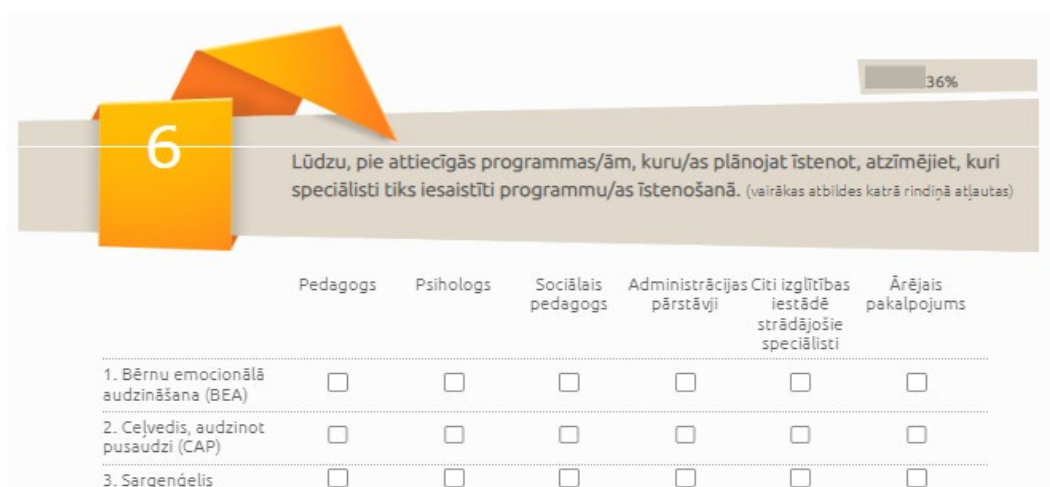 36%
6
Lūdzu, pie attiecīgās programmas/ām, kuru/as plānojat īstenot, atzīmējiet, kuri
speciālisti tiks iesaistīti programmu/as īstenošanā. (vairākas atbildes katrā rindiņā atļautas)
Pedagogs Psihologs Sociālais Administrācijas Citi izglītības Ārējais
pedagogs pārstāvji iestādē pakalpojums
strādājošie
speciālisti
1. Bērnu emocionālā
audzināšana (BEA)
2. Ceļvedis, audzinot
pusaudzi (CAP)
3. Sargeņģelis